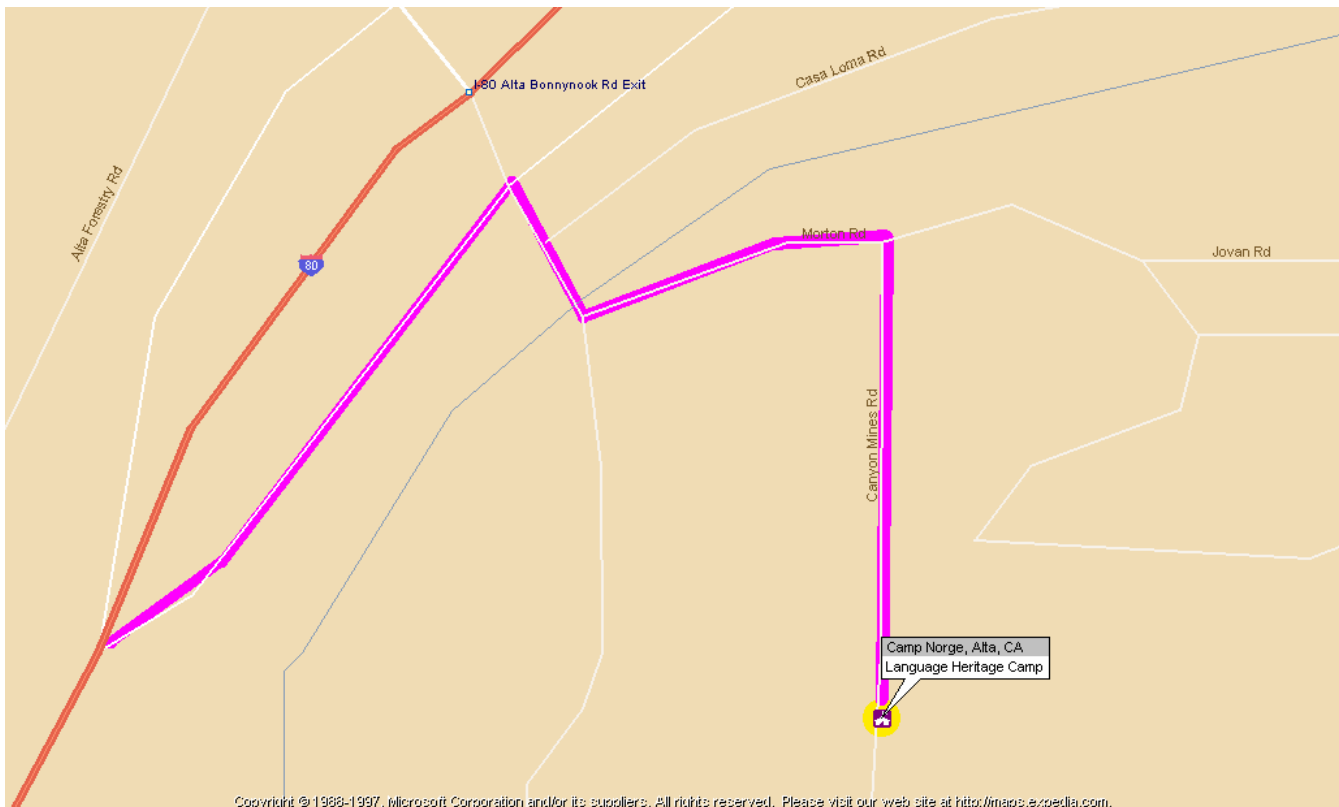 I-80 Alta Bonnynook Rd Exit
Casa Loma Rd
Alta Forestry Rd
Morton Rd
Jovan Rd
80
Canyon Mines Rd
Camp Norge, Alta, CA
Language Heritage Camp
Copyright © 1988-1997, Microsoft Corporation and/or its suppliers. All rights reserved. Please visit our web site at http://maps.expedia.com.